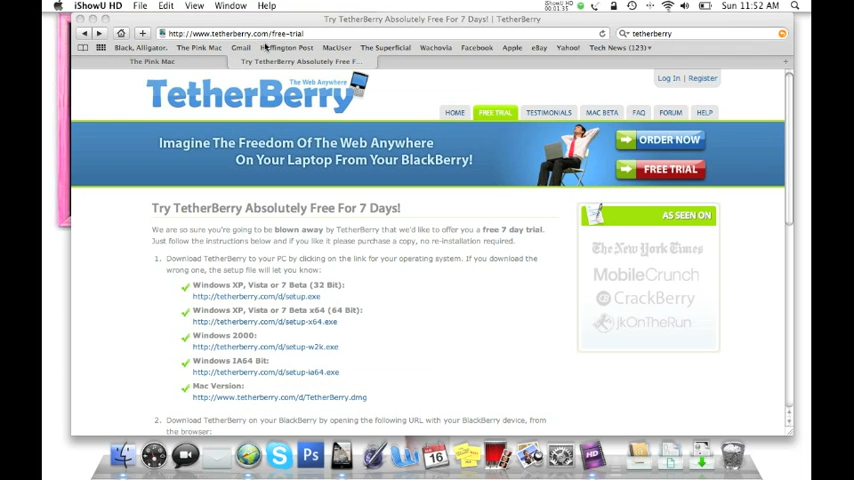 iShowU HD File Edit View Window Help
Sun 11:52 AM
Try TetherBerry Absolutely Free For 7 Days! | TetherBerry
http://www.tetherberry.com/free-trial
tetherberry
Black, Alligator. The Pink Mac Gmail Huffington Post MacUser The Superficial Wachovia Facebook Apple eBay Yahoo! Tech News (123)
The Pink Mac
Try TetherBerry Absolutely Free F...
Log In | Register
The Web Anywhere
TetherBerry
HOME FREE TRIAL TESTIMONIALS MAC BETA FAQ FORUM HELP
Imagine The Freedom Of The Web Anywhere
On Your Laptop From Your BlackBerry!
ORDER NOW
FREE TRIAL
Try TetherBerry Absolutely Free For 7 Days!
We are so sure you're going to be blown away by TetherBerry that we'd like to offer you a free 7 day trial.
Just follow the instructions below and if you like it please purchase a copy, no re-installation required.
1. Download TetherBerry to your PC by clicking on the link for your operating system. If you download the
wrong one, the setup file will let you know:
Windows XP, Vista or 7 Beta (32 Bit):
http://tetherberry.com/d/setup.exe
Windows XP, Vista or 7 Beta x64 (64 Bit):
http://tetherberry.com/d/setup-x64.exe
Windows 2000:
http://tetherberry.com/d/setup-w2k.exe
Windows IA64 Bit:
http://tetherberry.com/d/setup-ia64.exe
Mac Version:
http://www.tetherberry.com/d/TetherBerry.dmg
2. Download TetherBerry on your BlackBerry by opening the following URL with your BlackBerry device, from
the browser:
AS SEEN ON
The New York Times
MobileCrunch
CrackBerry
jkOnTheRun
Ps
16
HD